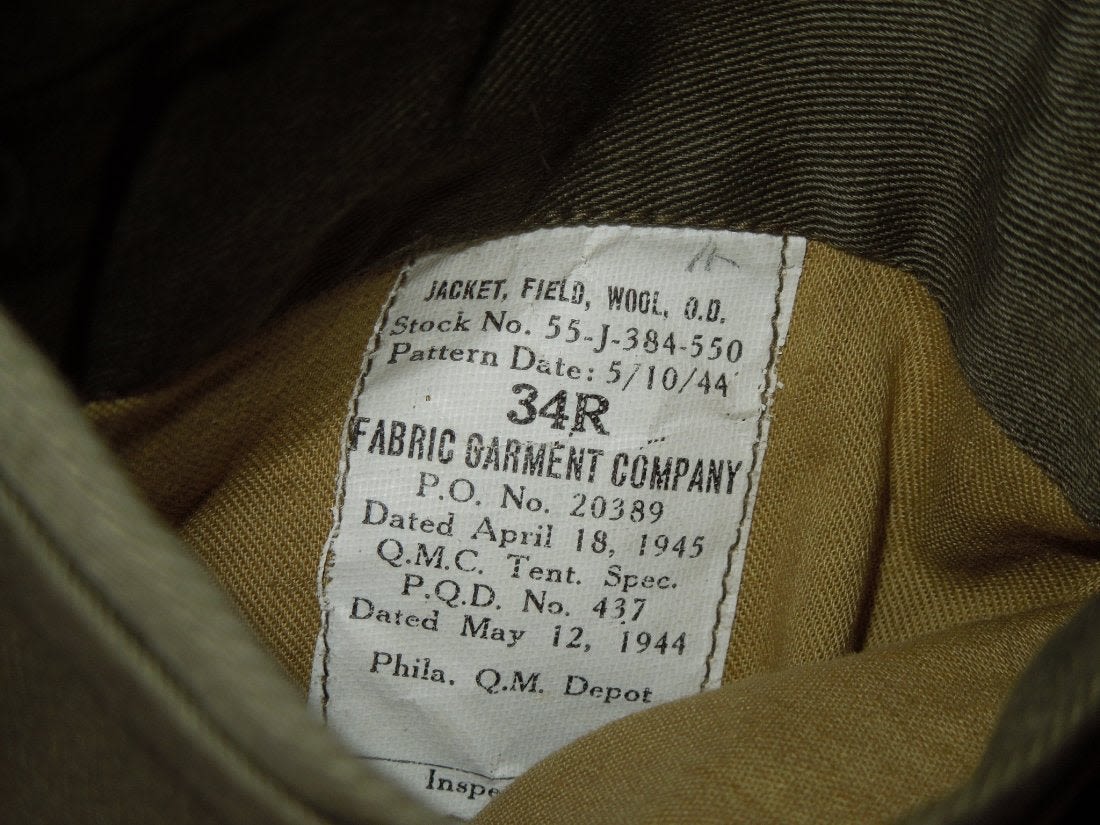 JACKET, FIELD, WOOL, O.D.
Stock No. 55-J-384-550
Pattern Date: 5/10/44
34R
FABRIC GARMENT COMPANY
P.O. No. 20389
Dated April 18, 1945
Q.M.C. Tent. Spec.
P.Q.D. No. 437
Dated May 12, 1944
Phila. Q.M. Depot